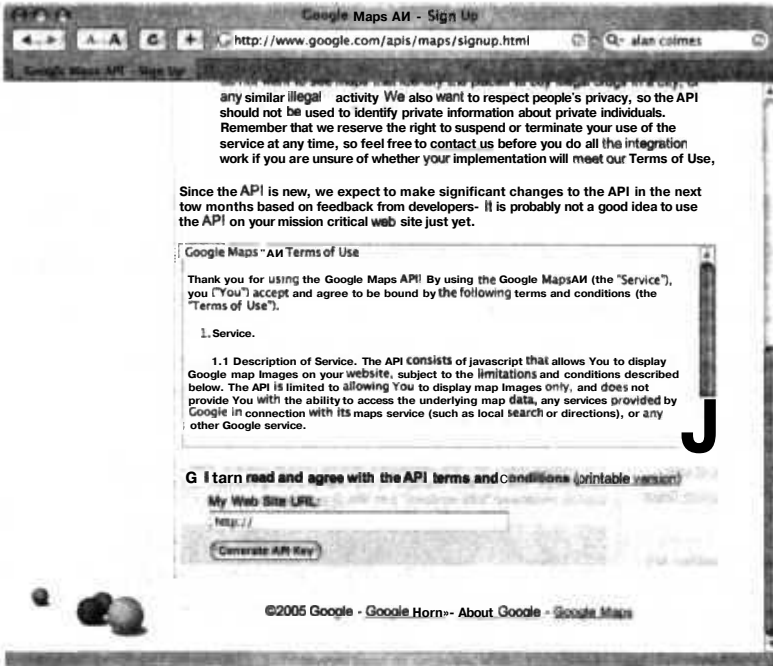 Google Maps AИ - Sign Up
A A C + http://www.google.com/apis/maps/signup.html Q- alan colmes
Google Maps API - Sign Up
any similar illegal activity We also want to respect people's privacy, so the API
should not be used to identify private information about private individuals.
Remember that we reserve the right to suspend or terminate your use of the
service at any time, so feel free to contact us before you do all the integration
work if you are unsure of whether your implementation will meet our Terms of Use,
Since the API is new, we expect to make significant changes to the API in the next
tow months based on feedback from developers- It is probably not a good idea to use
the API on your mission critical web site just yet.
Google Maps "AИ Terms of Use
Thank you for using the Google Maps API! By using the Google MapsAИ (the "Service"),
you ("You") accept and agree to be bound by the following terms and conditions (the
"Terms of Use").
1. Service.
1.1 Description of Service. The API consists of javascript that allows You to display
Google map Images on your website, subject to the limitations and conditions described
below. The API is limited to allowing You to display map Images only, and does not
provide You with the ability to access the underlying map data, any services provided by
Google in connection with its maps service (such as local search or directions), or any
other Google service.
J
G I tarn read and agree with the API terms and conditions (printable version)
My Web Site URL:
http://
Generate API Key
©2005 Google - Google Horn»- About Google - Google Maps